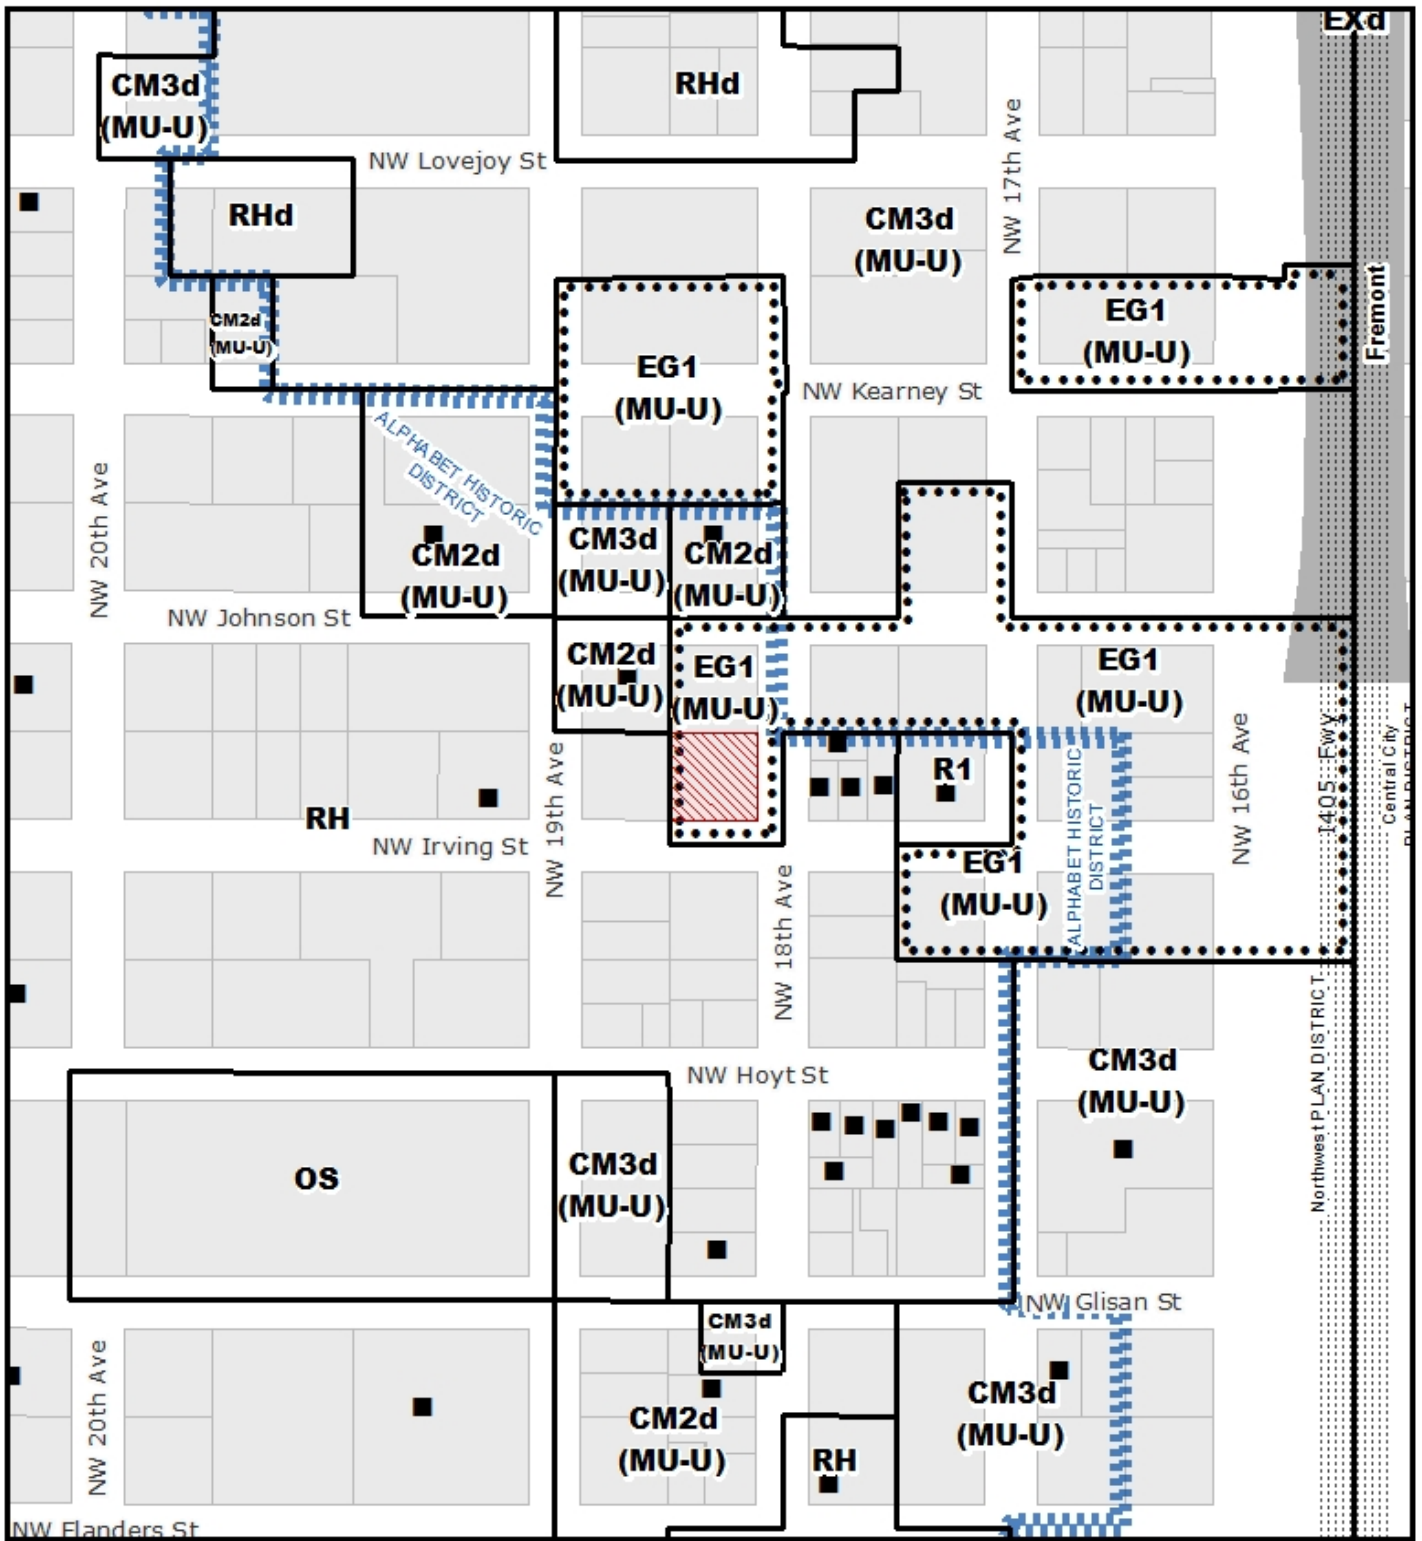 EXd
CM3d
(MU-U)
RHd
NW 17th Ave
NW Lovejoy St
RHd
CM3d
(MU-U)
CM2d
(MU-U)
EG1
(MU-U)
EG1
(MU-U)
Fremont
NW Kearney St
ALPHABET HISTORIC
DISTRICT
NW 20th Ave
CM2d
(MU-U)
CM3d
(MU-U)
CM2d
(MU-U)
NW Johnson St
CM2d
(MU-U)
EG1
(MU-U)
EG1
(MU-U)
NW 19th Ave
R1
ALPHABET HISTORIC
DISTRICT
NW 16th Ave
I405 Fwy
Central City
PLAN DISTRICT
RH
NW Irving St
EG1
(MU-U)
NW 18th Ave
Northwest PLAN DISTRICT
NW Hoyt St
CM3d
(MU-U)
OS
CM3d
(MU-U)
NW Glisan St
CM3d
(MU-U)
NW 20th Ave
CM2d
(MU-U)
CM3d
(MU-U)
RH
NW Flanders St